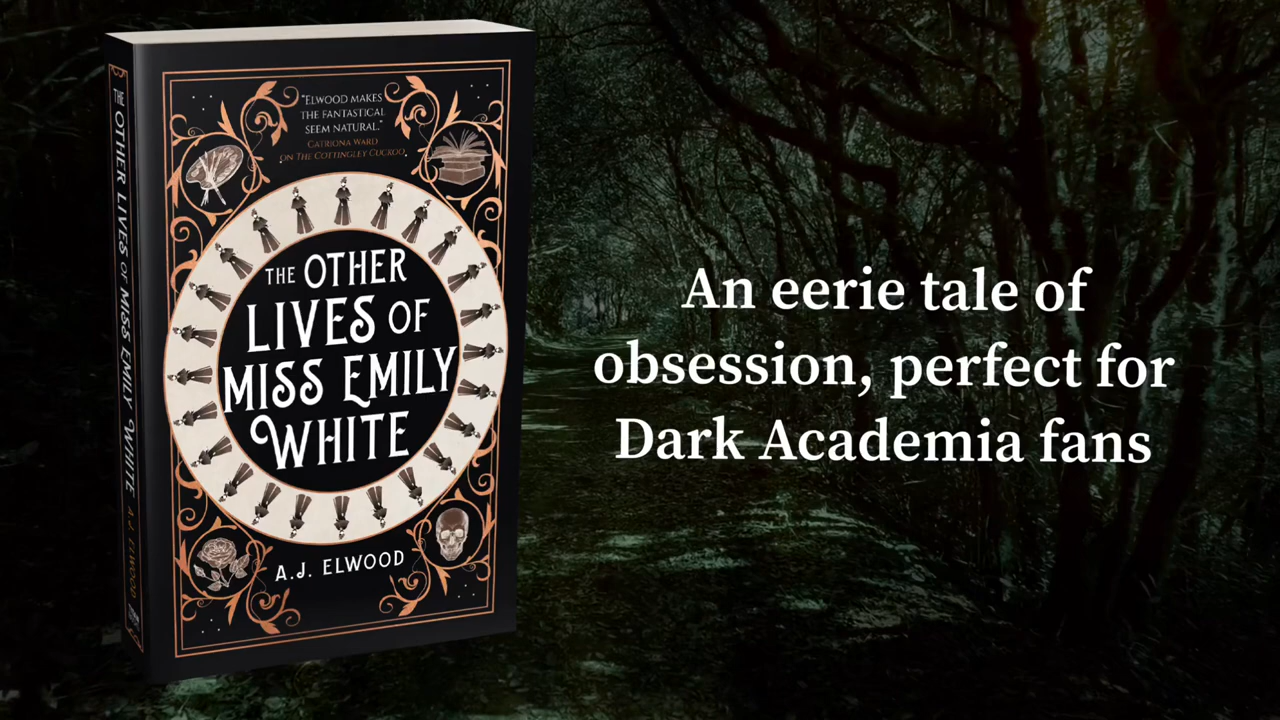 THE OTHER LIVES OF MISS EMILY WHITE A.J. ELWOOD
"ELWOOD MAKES
THE FANTASTICAL
SEEM NATURAL."
CATRIONA WARD
ON THE COTTINGLEY CUCKOO
THE OTHER
LIVES OF
MISS EMILY
WHITE
A.J. ELWOOD
An eerie tale of
obsession, perfect for
Dark Academia fans